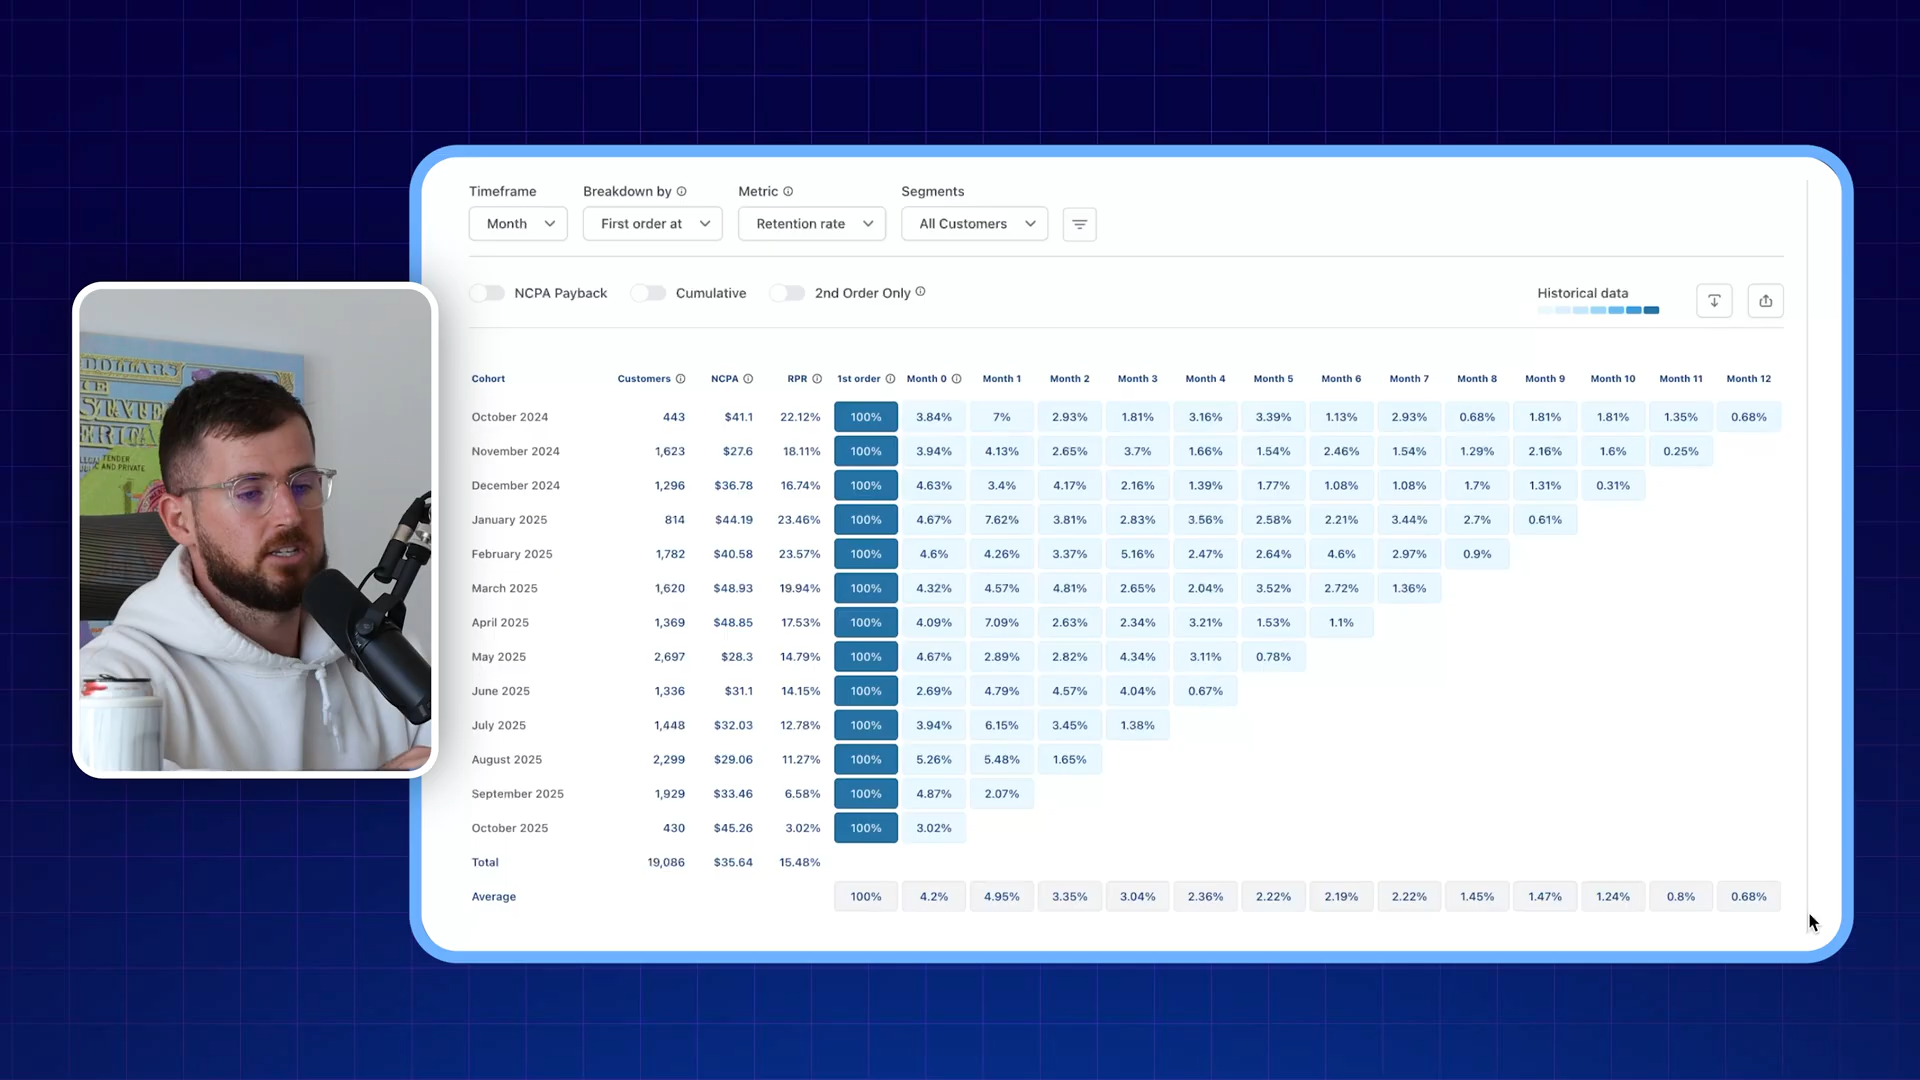 Timeframe Breakdown by Metric Segments
Month First order at Retention rate All Customers
NCPA Payback Cumulative 2nd Order Only Historical data
Cohort Customers NCPA RPR 1st order Month 0 Month 1 Month 2 Month 3 Month 4 Month 5 Month 6 Month 7 Month 8 Month 9 Month 10 Month 11 Month 12
October 2024 443 $41.1 22.12% 100% 3.84% 7% 2.93% 1.81% 3.16% 3.39% 1.13% 2.93% 0.68% 1.81% 1.81% 1.35% 0.68%
November 2024 1,623 $27.6 18.11% 100% 3.94% 4.13% 2.65% 3.7% 1.66% 1.54% 2.46% 1.54% 1.29% 2.16% 1.6% 0.25%
December 2024 1,296 $36.78 16.74% 100% 4.63% 3.4% 4.17% 2.16% 1.39% 1.77% 1.08% 1.08% 1.7% 1.31% 0.31%
January 2025 814 $44.19 23.46% 100% 4.67% 7.62% 3.81% 2.83% 3.56% 2.58% 2.21% 3.44% 2.7% 0.61%
February 2025 1,782 $40.58 23.57% 100% 4.6% 4.26% 3.37% 5.16% 2.47% 2.64% 4.6% 2.97% 0.9%
March 2025 1,620 $48.93 19.94% 100% 4.32% 4.57% 4.81% 2.65% 2.04% 3.52% 2.72% 1.36%
April 2025 1,369 $48.85 17.53% 100% 4.09% 7.09% 2.63% 2.34% 3.21% 1.53% 1.1%
May 2025 2,697 $28.3 14.79% 100% 4.67% 2.89% 2.82% 4.34% 3.11% 0.78%
June 2025 1,336 $31.1 14.15% 100% 2.69% 4.79% 4.57% 4.04% 0.67%
July 2025 1,448 $32.03 12.78% 100% 3.94% 6.15% 3.45% 1.38%
August 2025 2,299 $29.06 11.27% 100% 5.26% 5.48% 1.65%
September 2025 1,929 $33.46 6.58% 100% 4.87% 2.07%
October 2025 430 $45.26 3.02% 100% 3.02%
Total 19,086 $35.64 15.48%
Average 100% 4.2% 4.95% 3.35% 3.04% 2.36% 2.22% 2.19% 2.22% 1.45% 1.47% 1.24% 0.8% 0.68%
DOLLARS
STATE
TENDER
AND PRIVATE